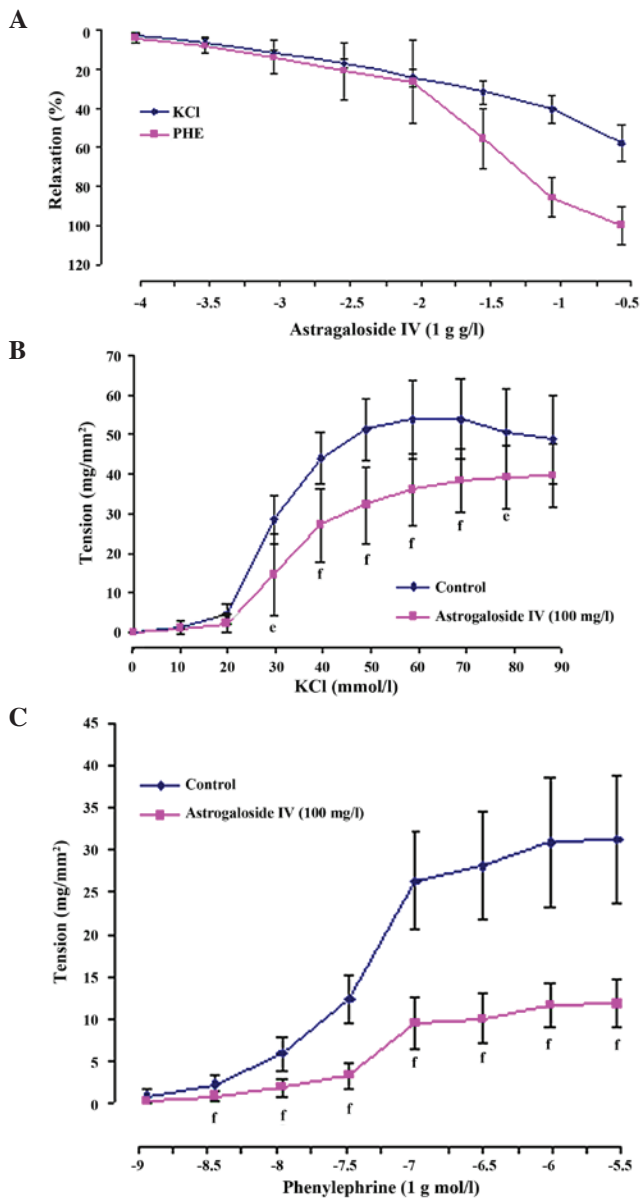 A
0
20
40
60
80
100
120
Relaxation (%)
KCl
PHE
-4 -3.5 -3 -2.5 -2 -1.5 -1 -0.5
Astragaloside IV (1 g g/l)
B
70
60
50
40
30
20
10
0
Tension (mg/mm²)
e f f f f e
Control
Astrogaloside IV (100 mg/l)
0 10 20 30 40 50 60 70 80 90
KCl (mmol/l)
C
45
40
35
30
25
20
15
10
5
0
Tension (mg/mm²)
Control
Astrogaloside IV (100 mg/l)
f f f f f f f
-9 -8.5 -8 -7.5 -7 -6.5 -6 -5.5
Phenylephrine (1 g mol/l)